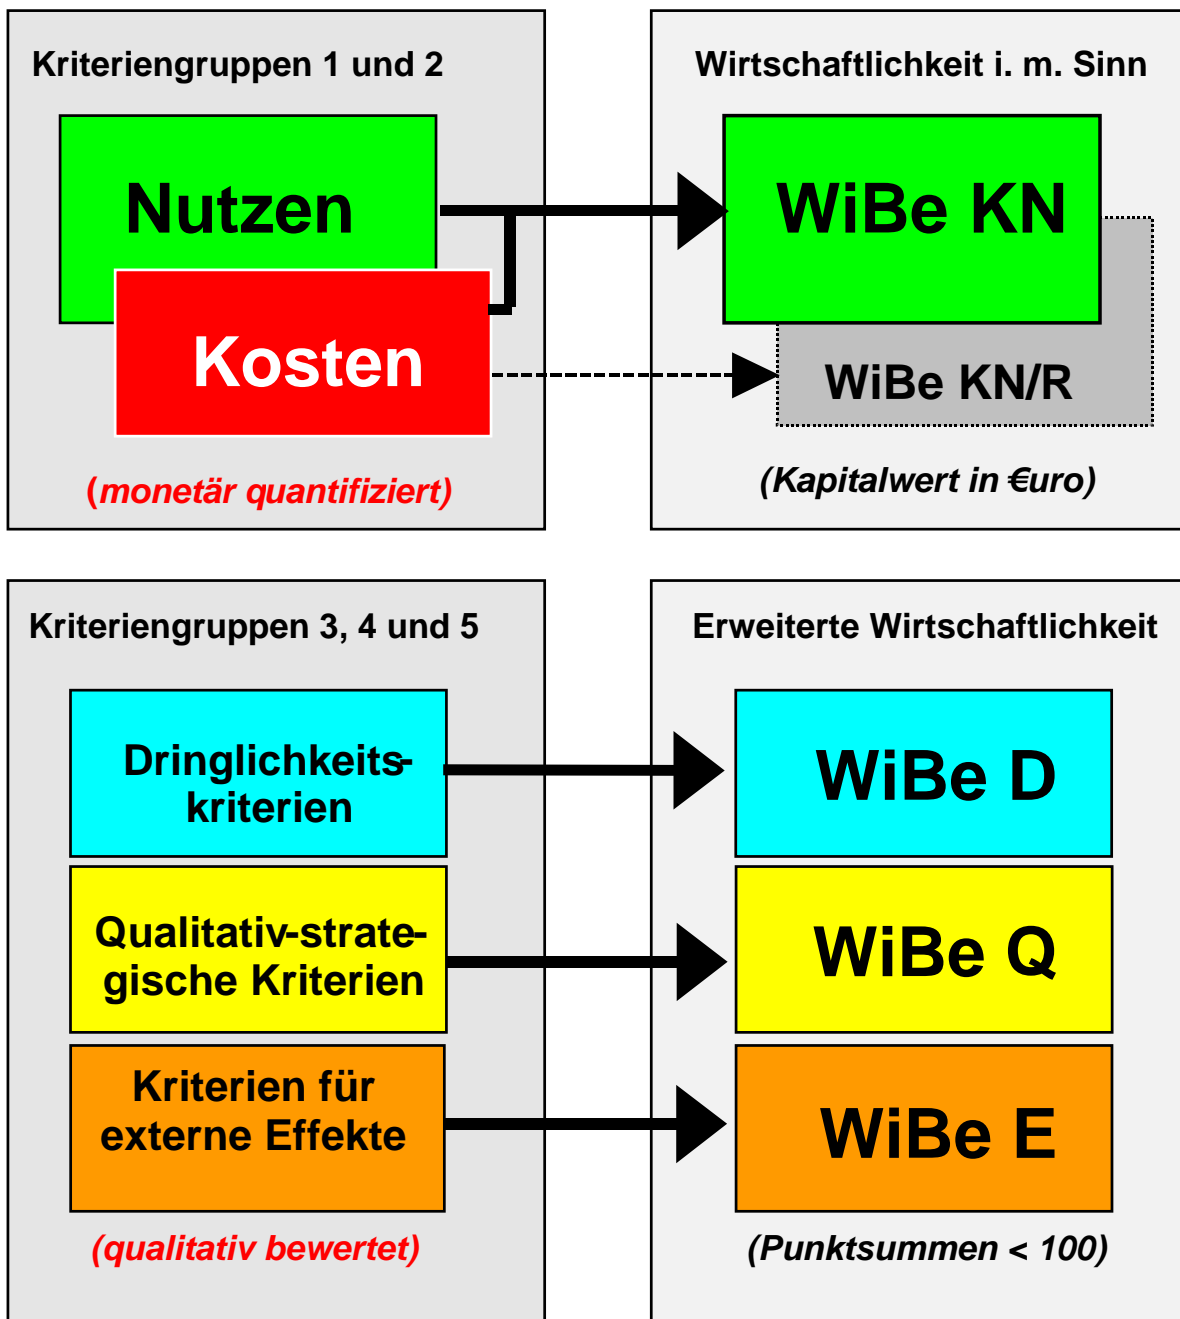 Kriteriengruppen 1 und 2
Nutzen
Kosten
(monetär quantifiziert)
Wirtschaftlichkeit i. m. Sinn
WiBe KN
WiBe KN/R
(Kapitalwert in €uro)
Kriteriengruppen 3, 4 und 5
Dringlichkeits-
kriterien
Qualitativ-strate-
gische Kriterien
Kriterien für
externe Effekte
(qualitativ bewertet)
Erweiterte Wirtschaftlichkeit
WiBe D
WiBe Q
WiBe E
(Punktsummen < 100)